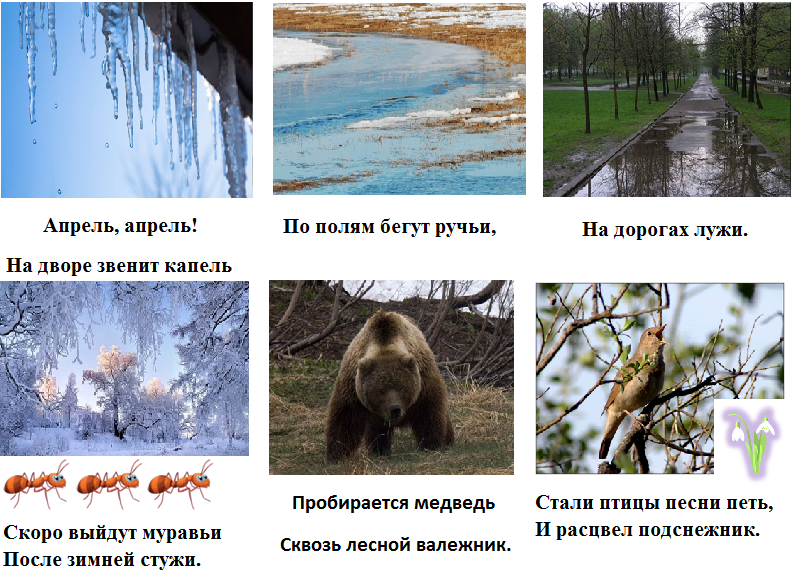 Апрель, апрель!
На дворе звенит капель
По полям бегут ручьи,
На дорогах лужи.
Скоро выйдут муравьи
После зимней стужи.
Пробирается медведь
Сквозь лесной валежник.
Стали птицы песни петь,
И расцвел подснежник.